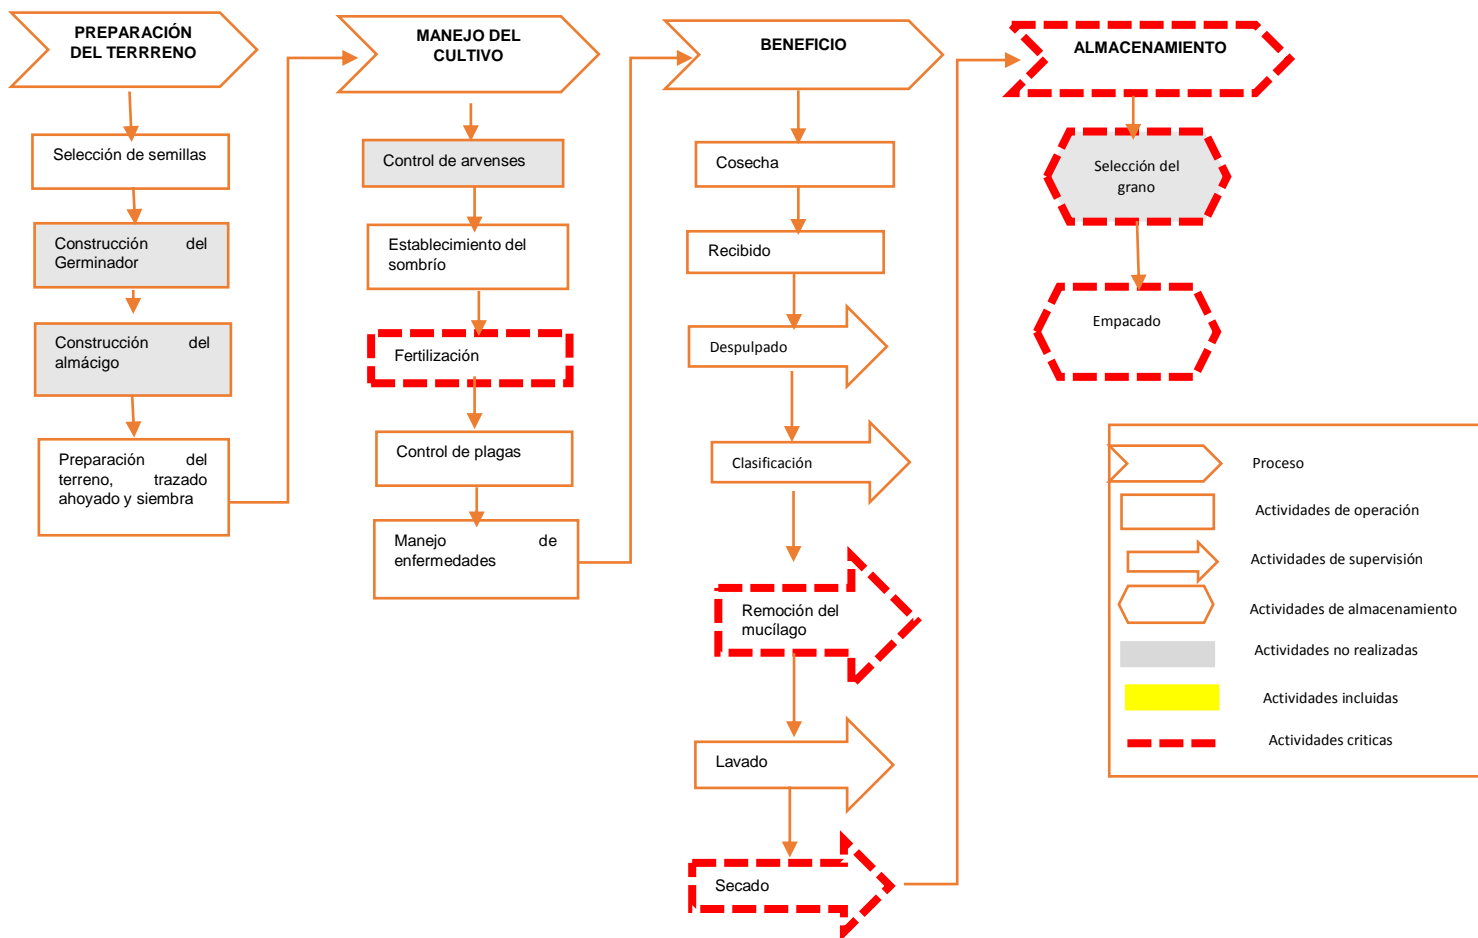 PREPARACIÓN
DEL TERRRENO
Selección de semillas
Construcción del
Germinador
Construcción del
almácigo
Preparación del
terreno, trazado
ahoyado y siembra
MANEJO DEL
CULTIVO
Control de arvenses
Establecimiento del
sombrío
Fertilización
Control de plagas
Manejo de
enfermedades
BENEFICIO
Cosecha
Recibido
Despulpado
Clasificación
Remoción del
mucílago
Lavado
Secado
ALMACENAMIENTO
Selección del
grano
Empacado
Proceso
Actividades de operación
Actividades de supervisión
Actividades de almacenamiento
Actividades no realizadas
Actividades incluidas
Actividades criticas